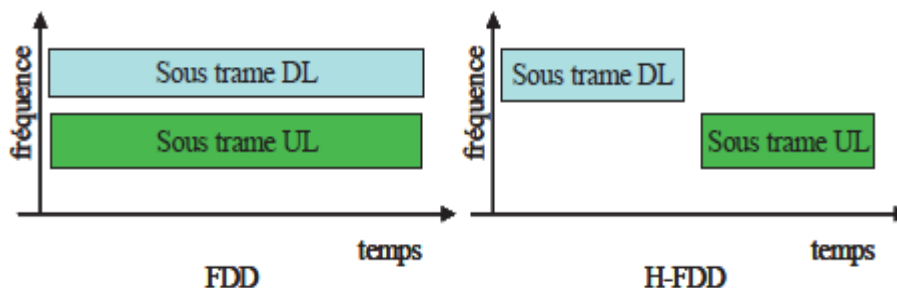 fréquence
Sous trame DL
Sous trame UL
temps
FDD
fréquence
Sous trame DL
Sous trame UL
temps
H-FDD